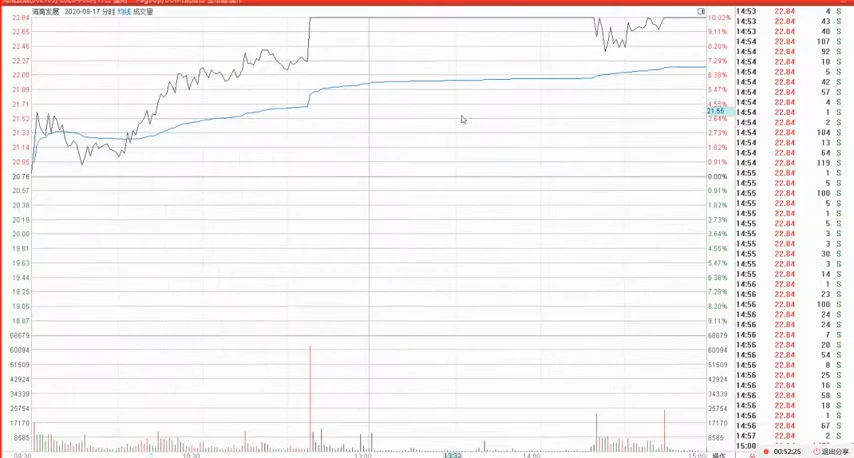 海南发展 2020-08-17 分时 均线 成交量
22.84 10.02%
22.65 9.11%
22.46 8.20%
22.27 7.29%
22.08 6.38%
21.89 5.47%
21.71 4.55%
21.56
21.52 3.64%
21.33 2.73%
21.14 1.82%
20.95 0.91%
20.76 0.00%
20.57 0.91%
20.38 1.82%
20.19 2.73%
20.00 3.64%
19.81 4.55%
19.63 5.47%
19.44 6.38%
19.25 7.29%
19.06 8.20%
18.87 9.11%
68679 68679
60094 60094
51509 51509
42924 42924
34339 34339
25754 25754
17170 17170
8585 8585
09:30 10:30 13:00 13:32 14:00 15:00 操作
14:53 22.84 4 S
14:53 22.84 43 S
14:53 22.84 40 S
14:54 22.84 107 S
14:54 22.84 92 S
14:54 22.84 10 S
14:54 22.84 5 S
14:54 22.84 42 S
14:54 22.84 57 S
14:54 22.84 4 S
14:54 22.84 1 S
14:54 22.84 2 S
14:54 22.84 104 S
14:54 22.84 13 S
14:54 22.84 64 S
14:54 22.84 119 S
14:55 22.84 1 S
14:55 22.84 5 S
14:55 22.84 100 S
14:55 22.84 5 S
14:55 22.84 1 S
14:55 22.84 5 S
14:55 22.84 3 S
14:55 22.84 3 S
14:55 22.84 30 S
14:55 22.84 3 S
14:55 22.84 14 S
14:56 22.84 1 S
14:56 22.84 23 S
14:56 22.84 100 S
14:56 22.84 24 S
14:56 22.84 24 S
14:56 22.84 7 S
14:56 22.84 20 S
14:56 22.84 54 S
14:56 22.84 8 S
14:56 22.84 25 S
14:56 22.84 16 S
14:56 22.84 58 S
14:56 22.84 18 S
14:56 22.84 1 S
14:56 22.84 67 S
14:57 22.84 2 S
15:00
00:52:25 退出分享